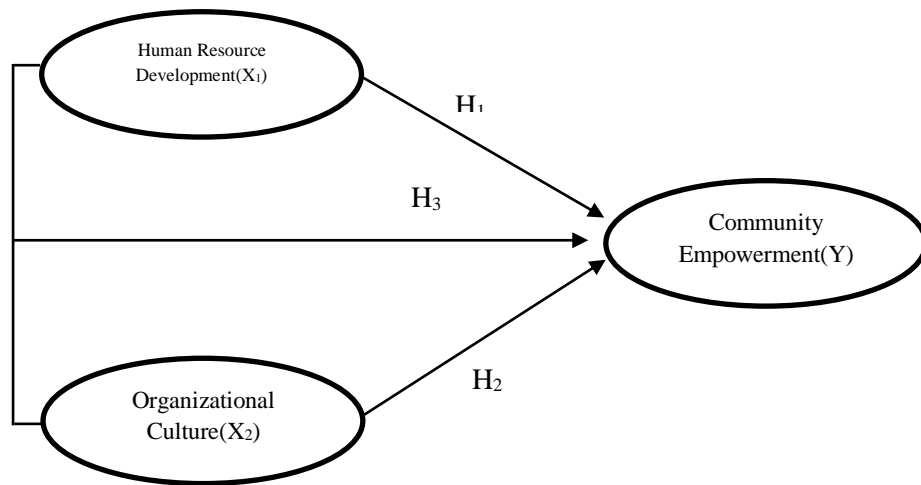 Human Resource
Development(X₁)
H₁
H₃
Community
Empowerment(Y)
Organizational
Culture(X₂)
H₂